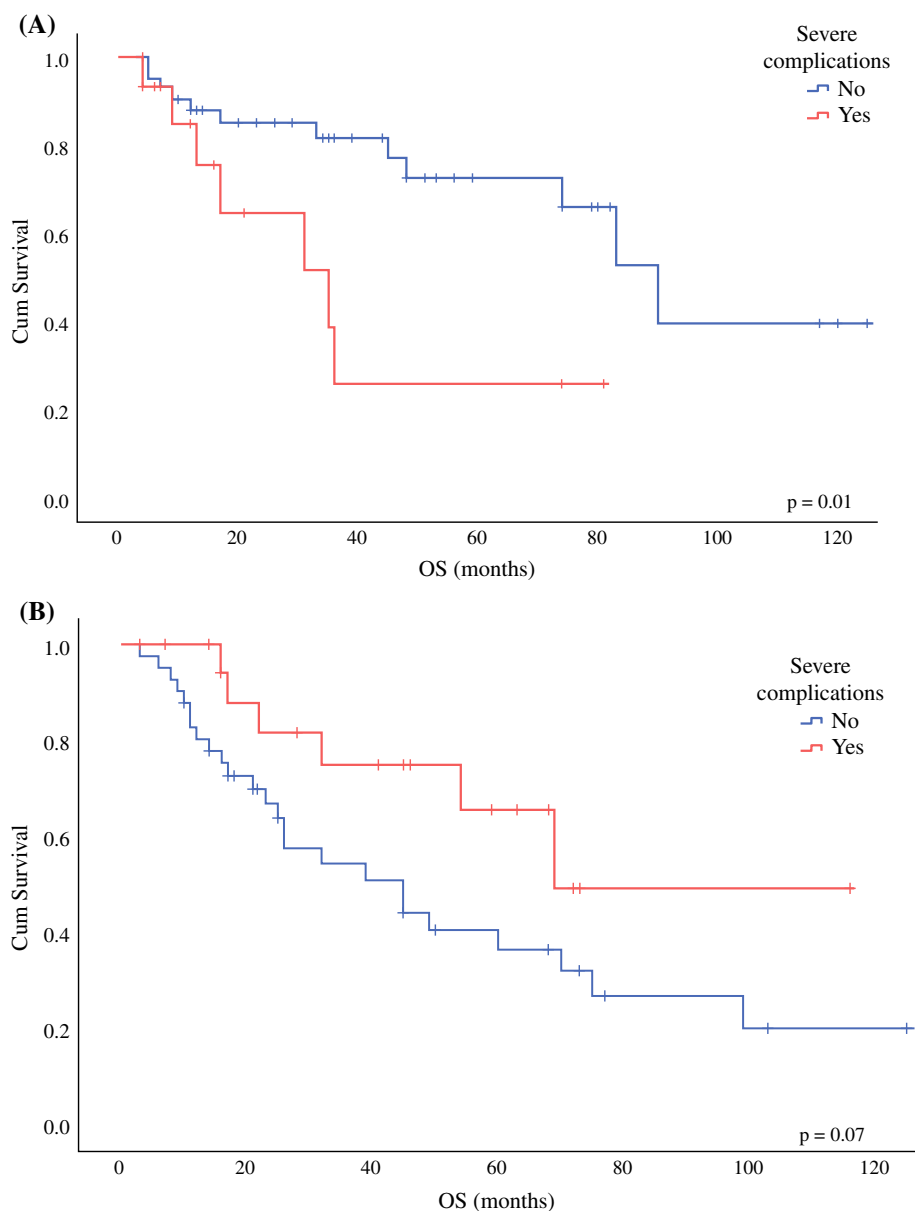 (A)
Severe
complications
No
Yes
1.0
0.8
0.6
0.4
0.2
0.0
Cum Survival
p = 0.01
0 20 40 60 80 100 120
OS (months)
(B)
Severe
complications
No
Yes
1.0
0.8
0.6
0.4
0.2
0.0
Cum Survival
p = 0.07
0 20 40 60 80 100 120
OS (months)